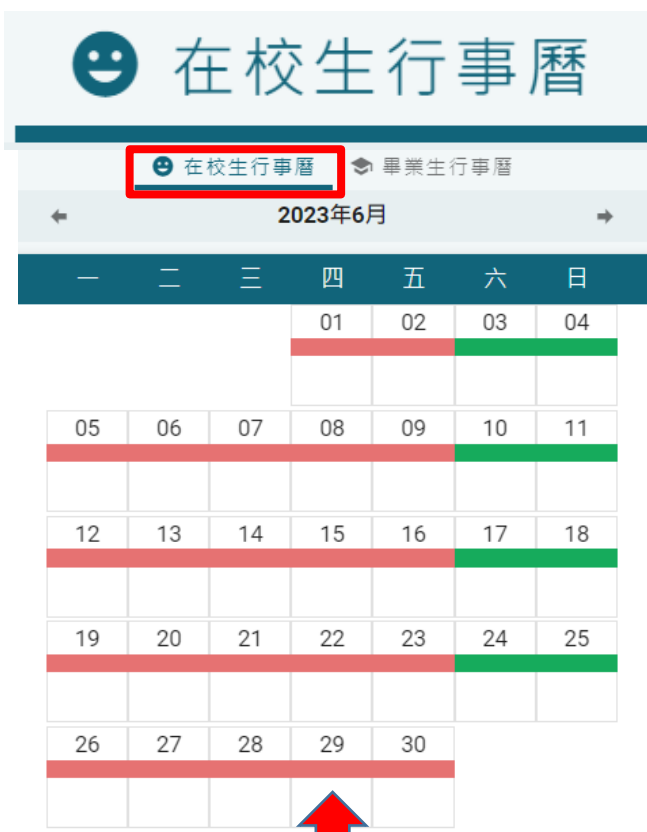 在校生行事曆
在校生行事曆 畢業生行事曆
2023年6月
一 二 三 四 五 六 日
01 02 03 04
05 06 07 08 09 10 11
12 13 14 15 16 17 18
19 20 21 22 23 24 25
26 27 28 29 30